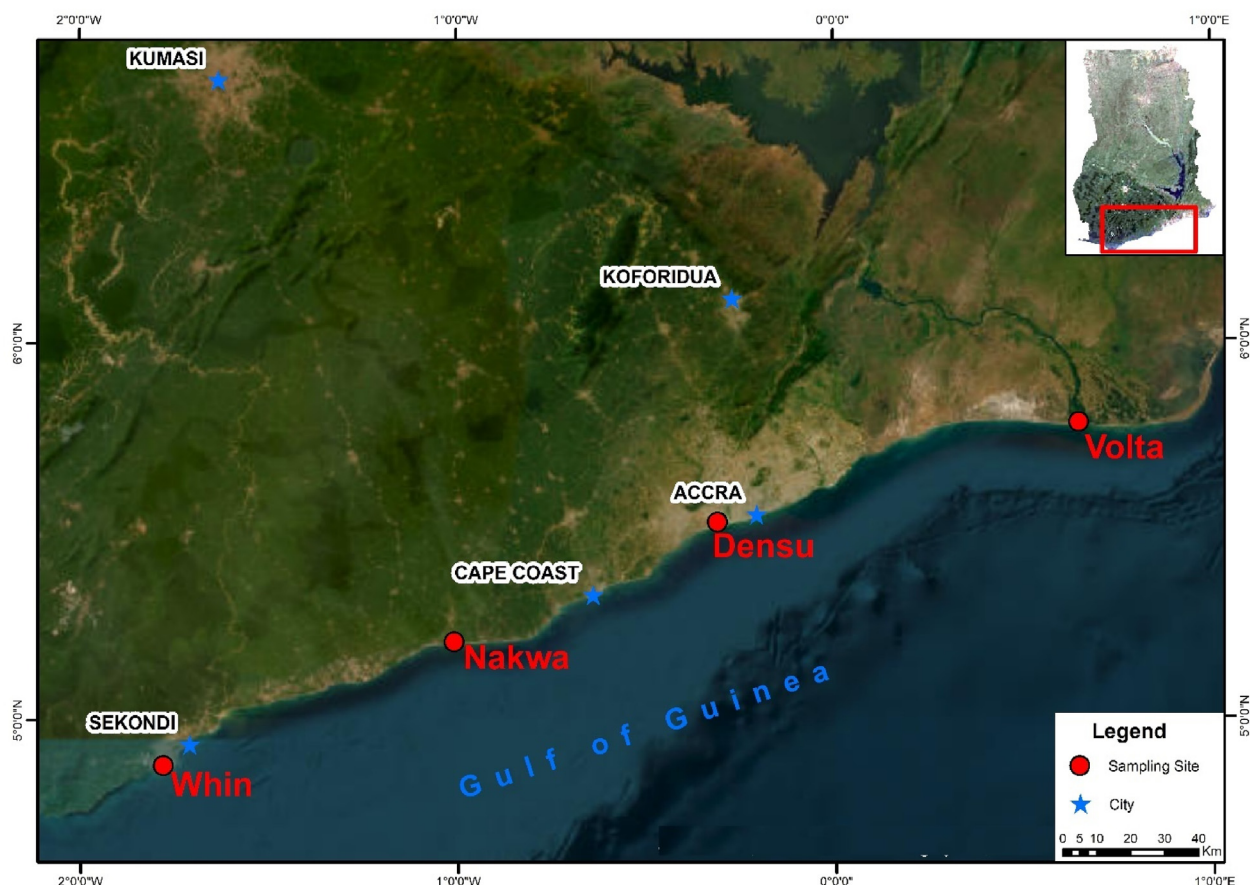 2°0'0"W 1°0'0"W 0°0'0" 1°0'0"E
KUMASI
KOFORIDUA
6°0'0"N 6°0'0"N
Volta
ACCRA
Densu
CAPE COAST
Nakwa
Gulf of Guinea
SEKONDI
Whin
5°0'0"N 5°0'0"N
Legend
Sampling Site
City
0 5 10 20 30 40
Km
2°0'0"W 1°0'0"W 0°0'0" 1°0'0"E